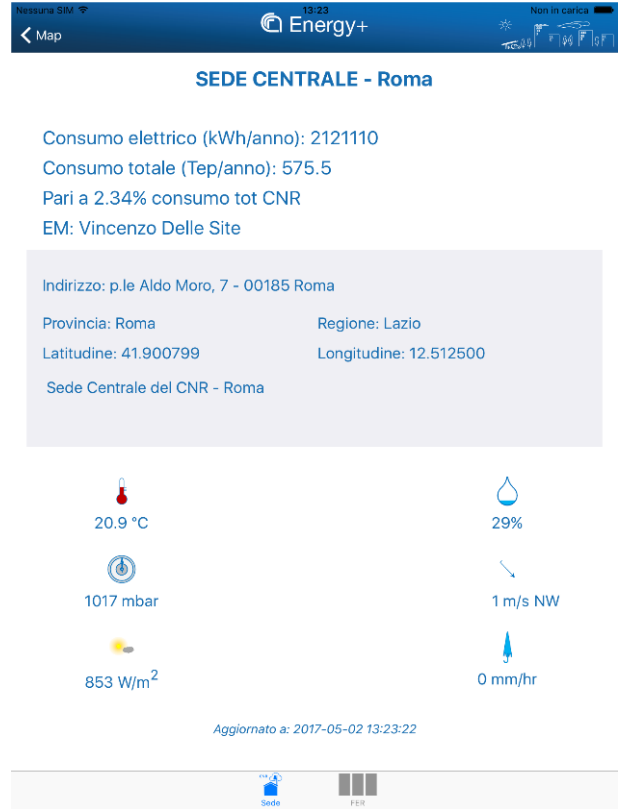 Nessuna SIM 13:23 Non in carica
Map Energy+
SEDE CENTRALE - Roma
Consumo elettrico (kWh/anno): 2121110
Consumo totale (Tep/anno): 575.5
Pari a 2.34% consumo tot CNR
EM: Vincenzo Delle Site
Indirizzo: p.le Aldo Moro, 7 - 00185 Roma
Provincia: Roma Regione: Lazio
Latitudine: 41.900799 Longitudine: 12.512500
Sede Centrale del CNR - Roma
20.9 °C 29%
1017 mbar 1 m/s NW
853 W/m² 0 mm/hr
Aggiornato a: 2017-05-02 13:23:22
Sede FER